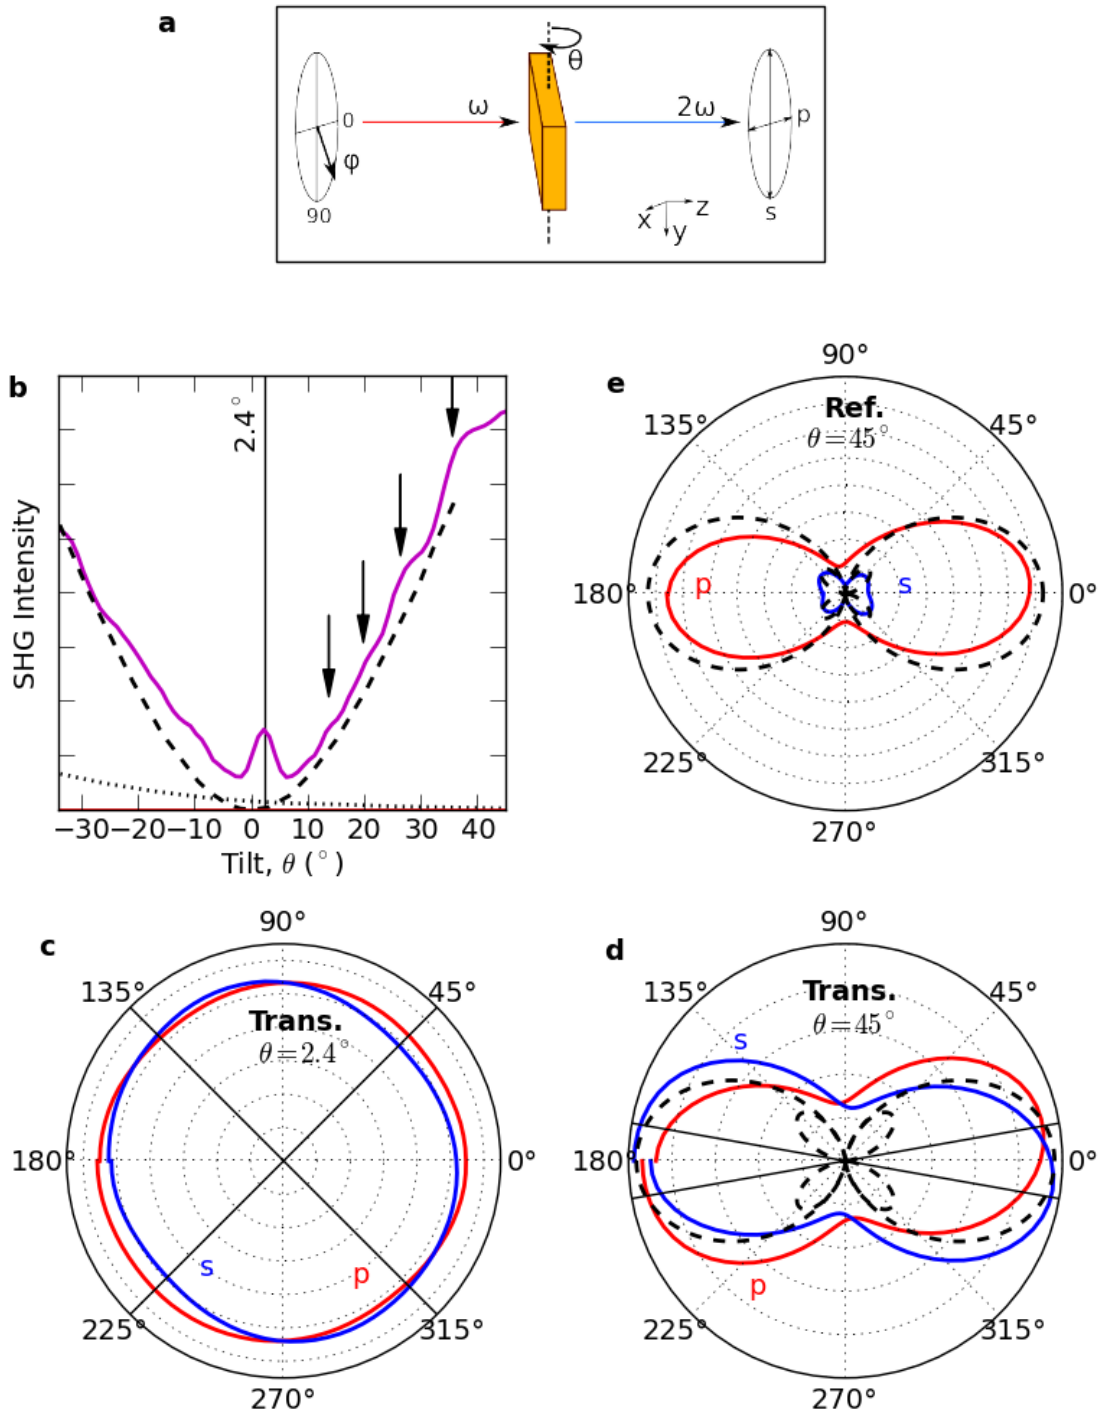 a
θ
ω
2ω
0
φ
90
p
s
x
y
z
b
2.4°
SHG Intensity
−30 −20 −10 0 10 20 30 40
Tilt, θ (°)
e
90°
Ref.
θ = 45°
135°
45°
180°
p
s
0°
225°
315°
270°
c
90°
135°
45°
Trans.
θ = 2.4°
180°
0°
s
p
225°
315°
270°
d
90°
135°
45°
Trans.
θ = 45°
s
180°
0°
p
225°
315°
270°